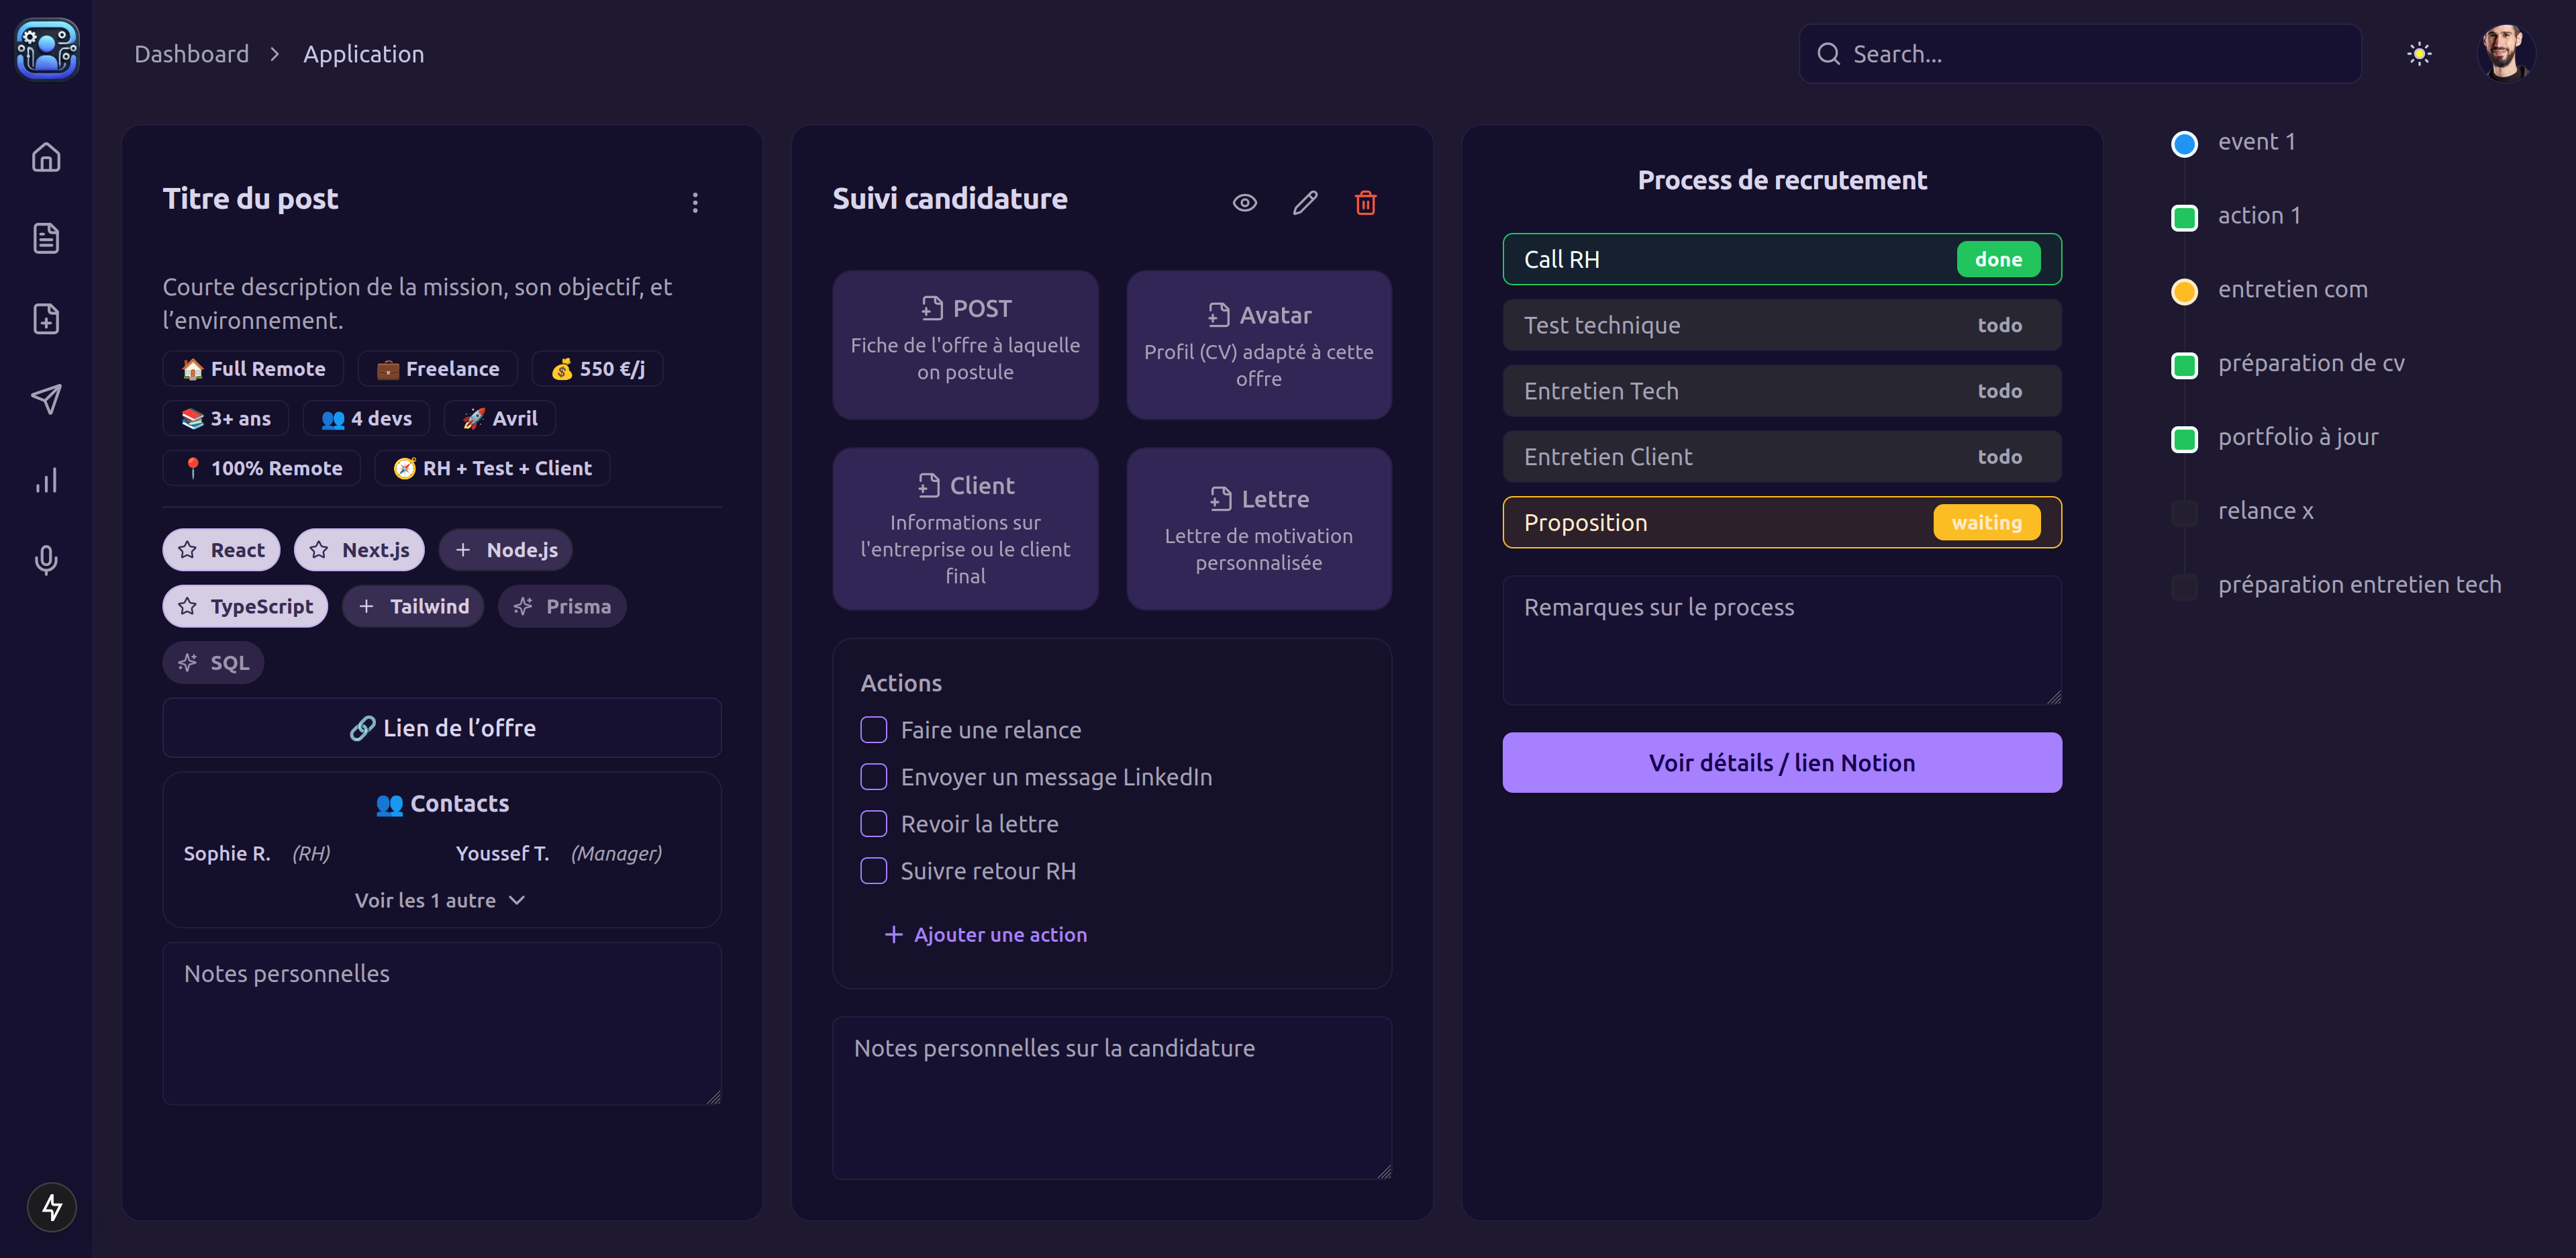 Dashboard > Application
Search...
Titre du post
Courte description de la mission, son objectif, et
l’environnement.
🏠 Full Remote
💼 Freelance
💰 550 €/j
📚 3+ ans
👥 4 devs
🚀 Avril
📍 100% Remote
🧭 RH + Test + Client
React
Next.js
+ Node.js
TypeScript
+ Tailwind
Prisma
SQL
🔗 Lien de l’offre
👥 Contacts
Sophie R. (RH)
Youssef T. (Manager)
Voir les 1 autre
Notes personnelles
Suivi candidature
POST
Fiche de l'offre à laquelle
on postule
Avatar
Profil (CV) adapté à cette
offre
Client
Informations sur
l'entreprise ou le client
final
Lettre
Lettre de motivation
personnalisée
Actions
Faire une relance
Envoyer un message LinkedIn
Revoir la lettre
Suivre retour RH
+ Ajouter une action
Notes personnelles sur la candidature
Process de recrutement
Call RH done
Test technique todo
Entretien Tech todo
Entretien Client todo
Proposition waiting
Remarques sur le process
Voir détails / lien Notion
event 1
action 1
entretien com
préparation de cv
portfolio à jour
relance x
préparation entretien tech